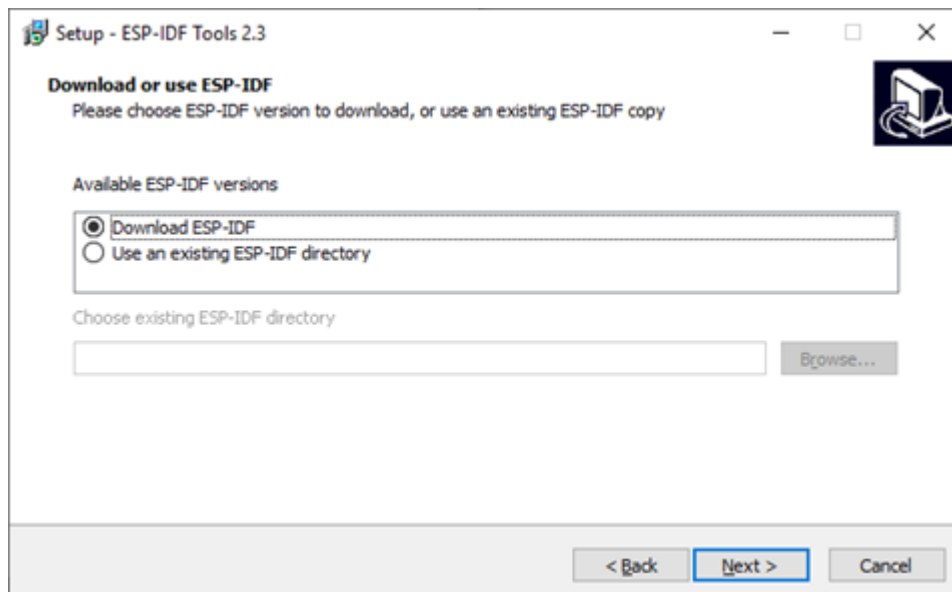 Setup - ESP-IDF Tools 2.3
Download or use ESP-IDF
Please choose ESP-IDF version to download, or use an existing ESP-IDF copy
Available ESP-IDF versions
Download ESP-IDF
Use an existing ESP-IDF directory
Choose existing ESP-IDF directory
Browse...
< Back Next > Cancel